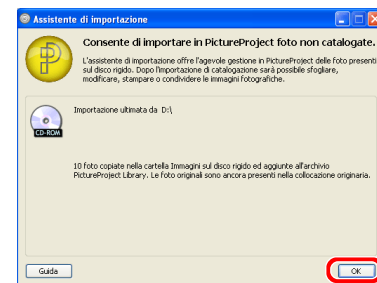 Assistente di importazione
Consente di importare in PictureProject foto non catalogate.
L'assistente di importazione offre l'agevole gestione in PictureProject delle foto presenti
sul disco rigido. Dopo l'importazione di catalogazione sarà possibile sfogliare,
modificare, stampare o condividere le immagini fotografiche.
Importazione ultimata da D:\
CD-ROM
10 foto copiate nella cartella Immagini sul disco rigido ed aggiunte all'archivio
PictureProject Library. Le foto originali sono ancora presenti nella collocazione originaria.
Guida
OK